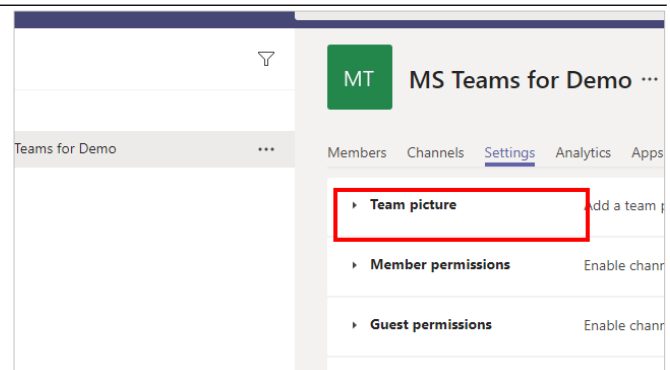 MT MS Teams for Demo ...
Teams for Demo ...
Members Channels Settings Analytics Apps
Team picture Add a team
Member permissions Enable
Guest permissions Enable